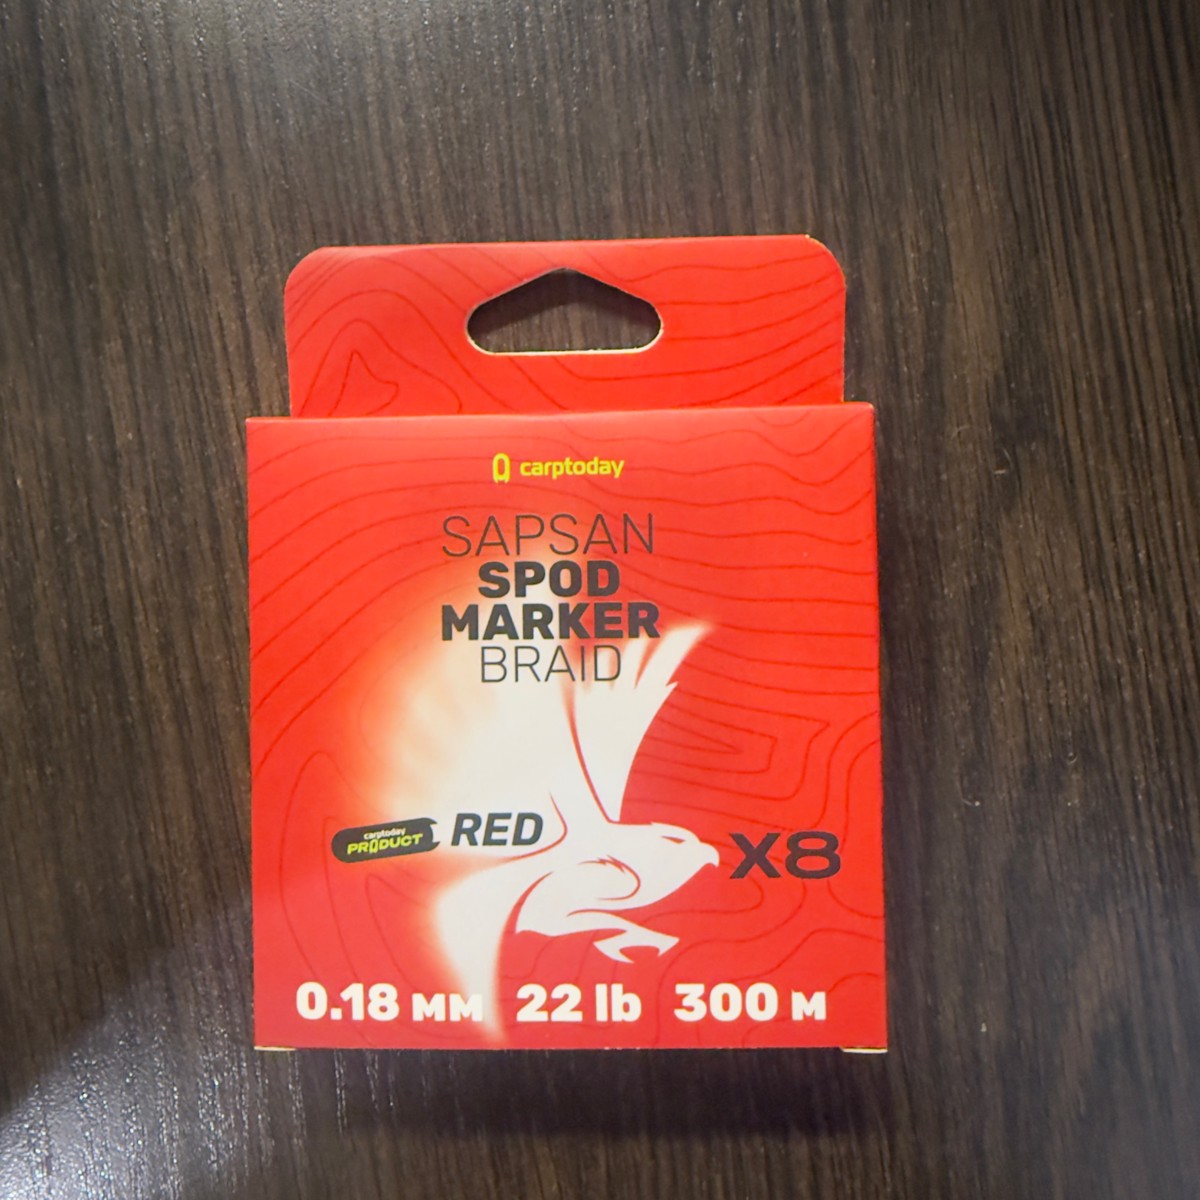 carptoday
SAPSAN
SPOD
MARKER
BRAID
carptoday
PRODUCT
RED
X8
0.18 мм 22 lb 300 м